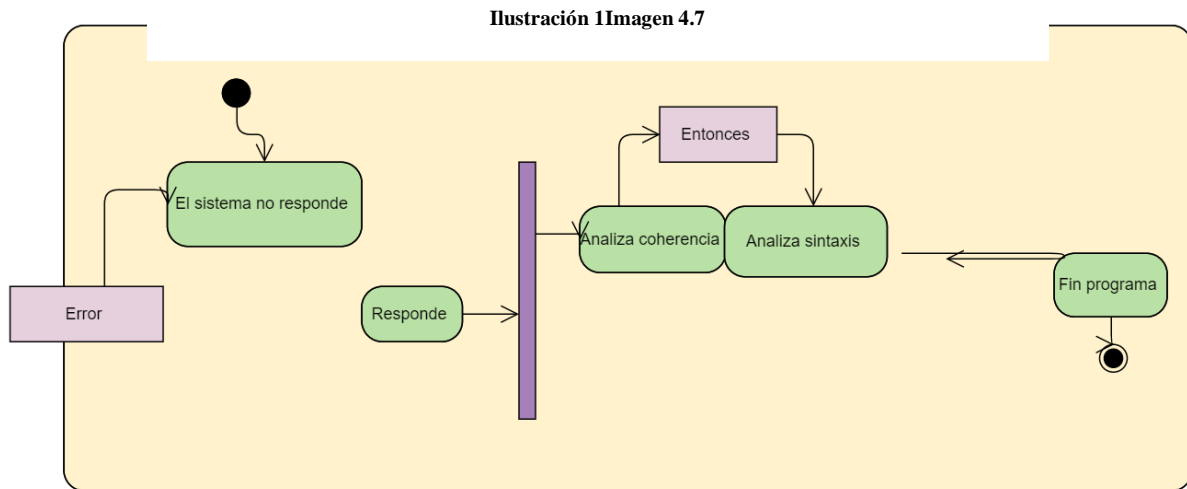 Ilustración 1Imagen 4.7
Entonces
El sistema no responde
Analiza coherencia
Analiza sintaxis
Error
Responde
Fin programa